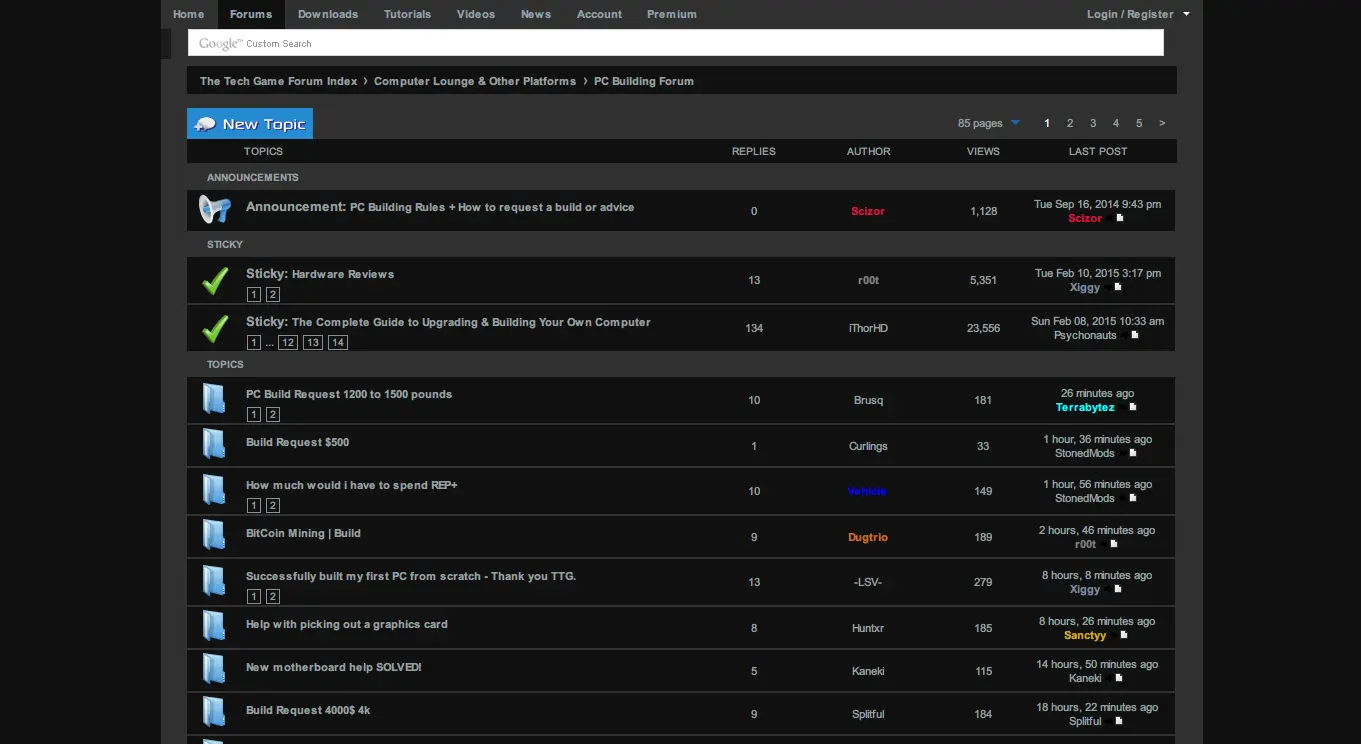 Home Forums Downloads Tutorials Videos News Account Premium Login / Register
Google™ Custom Search
The Tech Game Forum Index › Computer Lounge & Other Platforms › PC Building Forum
New Topic 85 pages 1 2 3 4 5 >
TOPICS REPLIES AUTHOR VIEWS LAST POST
ANNOUNCEMENTS
Announcement: PC Building Rules + How to request a build or advice 0 Scizor 1,128 Tue Sep 16, 2014 9:43 pm
Scizor
STICKY
Sticky: Hardware Reviews 13 r00t 5,351 Tue Feb 10, 2015 3:17 pm
1 2 Xiggy
Sticky: The Complete Guide to Upgrading & Building Your Own Computer 134 iThorHD 23,556 Sun Feb 08, 2015 10:33 am
1 ... 12 13 14 Psychonauts
TOPICS
PC Build Request 1200 to 1500 pounds 10 Brusq 181 26 minutes ago
1 2 Terrabytez
Build Request $500 1 Curlings 33 1 hour, 36 minutes ago
StonedMods
How much would i have to spend REP+ 10 Vehicle 149 1 hour, 56 minutes ago
1 2 StonedMods
BitCoin Mining | Build 9 Dugtrio 189 2 hours, 46 minutes ago
r00t
Successfully built my first PC from scratch - Thank you TTG. 13 -LSV- 279 8 hours, 8 minutes ago
1 2 Xiggy
Help with picking out a graphics card 8 Huntxr 185 8 hours, 26 minutes ago
Sanctyy
New motherboard help SOLVED! 5 Kaneki 115 14 hours, 50 minutes ago
Kaneki
Build Request 4000$ 4k 9 Splitful 184 18 hours, 22 minutes ago
Splitful